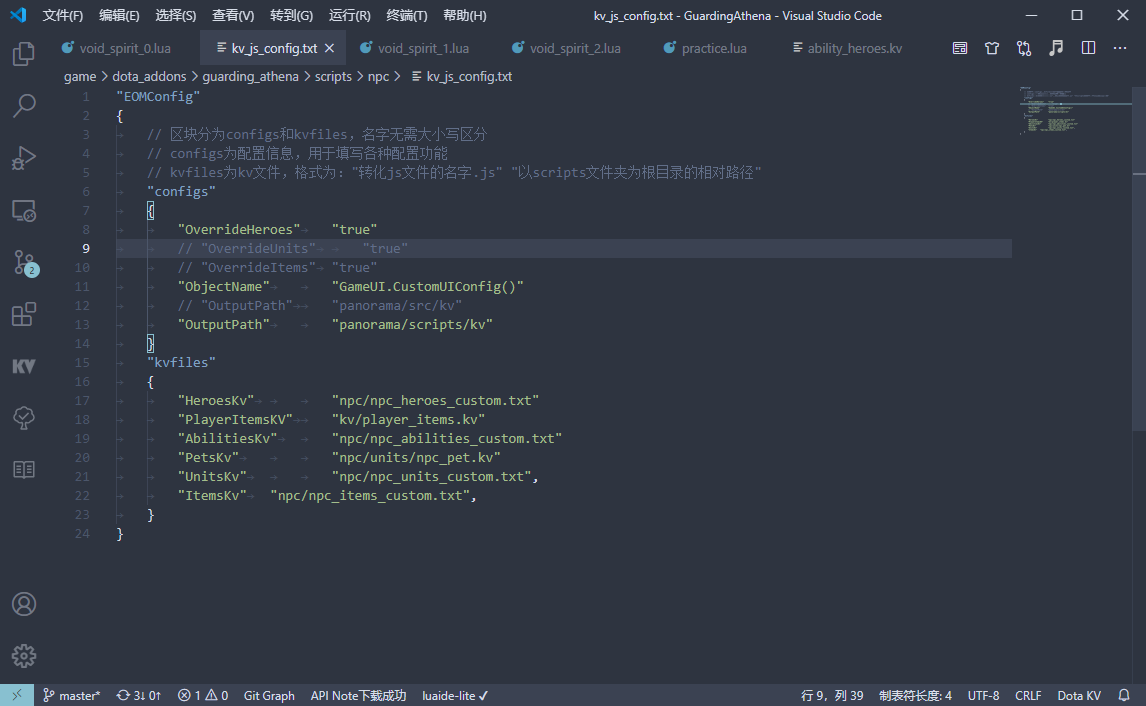 文件(F) 编辑(E) 选择(S) 查看(V) 转到(G) 运行(R) 终端(T) 帮助(H) kv_js_config.txt - GuardingAthena - Visual Studio Code
void_spirit_0.lua kv_js_config.txt void_spirit_1.lua void_spirit_2.lua practice.lua ability_heroes.kv
game > dota_addons > guarding_athena > scripts > npc > kv_js_config.txt
1 "EOMConfig"
2 {
3 // 区块分为configs和kvfiles，名字无需大小写区分
4 // configs为配置信息，用于填写各种配置功能
5 // kvfiles为kv文件，格式为："转化js文件的名字.js" "以scripts文件夹为根目录的相对路径"
6 "configs"
7 {
8 "OverrideHeroes" "true"
9 // "OverrideUnits" "true"
10 // "OverrideItems" "true"
11 "ObjectName" "GameUI.CustomUIConfig()"
12 // "OutputPath" "panorama/src/kv"
13 "OutputPath" "panorama/scripts/kv"
14 }
15 "kvfiles"
16 {
17 "HeroesKv" "npc/npc_heroes_custom.txt"
18 "PlayerItemsKV" "kv/player_items.kv"
19 "AbilitiesKv" "npc/npc_abilities_custom.txt"
20 "PetsKv" "npc/units/npc_pet.kv"
21 "UnitsKv" "npc/npc_units_custom.txt",
22 "ItemsKv" "npc/npc_items_custom.txt",
23 }
24 }
2
KV
master* 3↓ 0↑ 1 0 Git Graph API Note下载成功 luaide-lite ✓ 行 9，列 39 制表符长度: 4 UTF-8 CRLF Dota KV